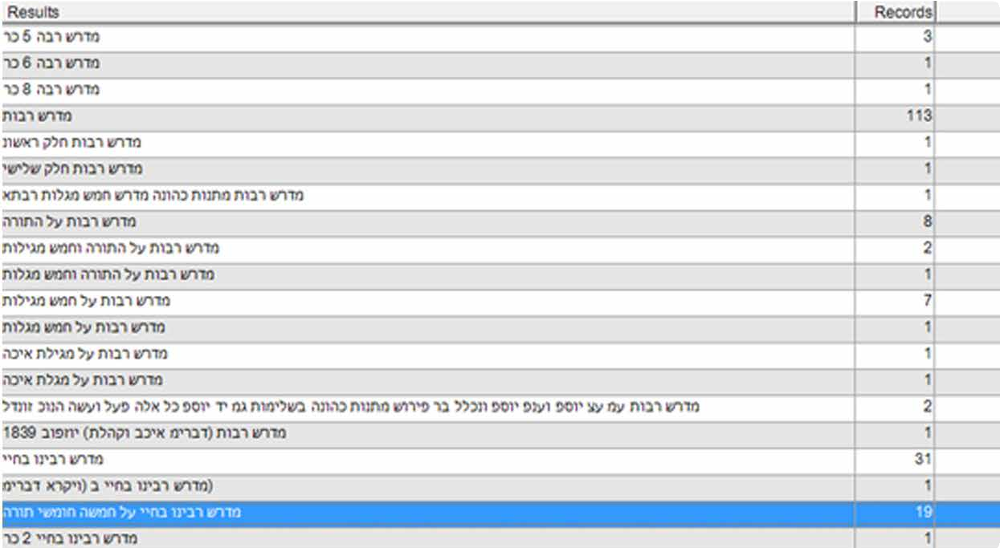 Results Records
מדרש רבה 5 כר 3
מדרש רבה 6 כר 1
מדרש רבה 8 כר 1
מדרש רבות 113
מדרש רבות חלק ראשונ 1
מדרש רבות חלק שלישי 1
מדרש רבות מתנות כהונה מדרש חמש מגלות רבתא 1
מדרש רבות על התורה 8
מדרש רבות על התורה וחמש מגילות 2
מדרש רבות על התורה וחמש מגלות 1
מדרש רבות על חמש מגילות 7
מדרש רבות על חמש מגלות 1
מדרש רבות על מגילת איכה 1
מדרש רבות על מגלת איכה 1
מדרש רבות עמ עצ יוספ וענפ יוספ ונכלל בר פירוש מתנות כהונה בשלימות גמ יד יוספ כל אלה פעל ועשה הנוכ זונדל 2
מדרש רבות (דברימ איכב וקהלת) יוזפוב 1839 1
מדרש רבינו בחיי 31
מדרש רבינו בחיי ב (ויקרא דברימ) 1
מדרש רבינו בחיי על חמשה חומשי תורה 19
מדרש רבינו בחיי 2 כר 1